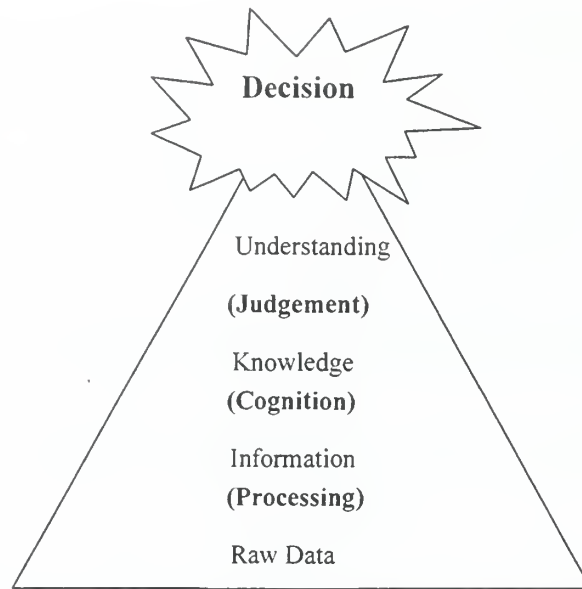 Decision
Understanding
(Judgement)
Knowledge
(Cognition)
Information
(Processing)
Raw Data